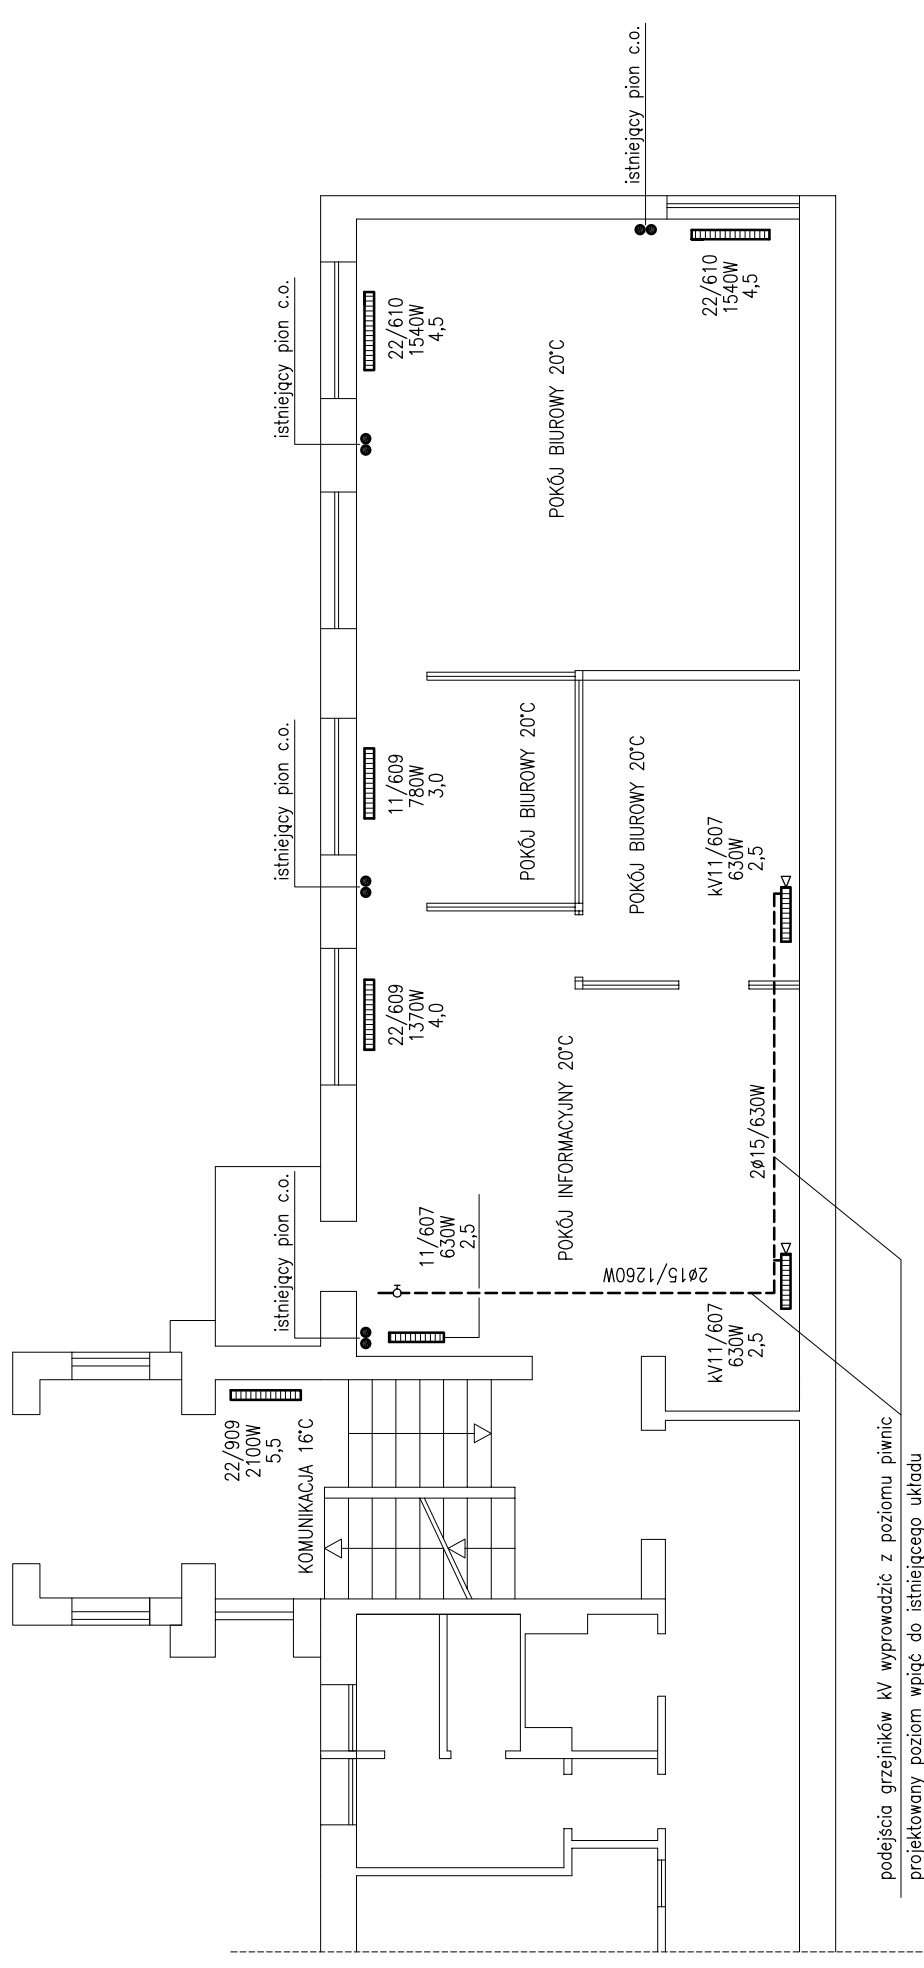 istniejący pion c.o.
istniejący pion c.o.
22/610
1540W
4,5
22/610
1540W
4,5
POKÓJ BIUROWY 20°C
istniejący pion c.o.
11/609
780W
3,0
POKÓJ BIUROWY 20°C
POKÓJ BIUROWY 20°C
kV11/607
630W
2,5
22/609
1370W
4,0
POKÓJ INFORMACYJNY 20°C
2ø15/630W
istniejący pion c.o.
11/607
630W
2,5
2ø15/1260W
kV11/607
630W
2,5
22/909
2100W
5,5
KOMUNIKACJA 16°C
podejścia grzejników kV wyprowadzić z poziomu piwnic
projektowany poziom wpiąć do istniejącego układu